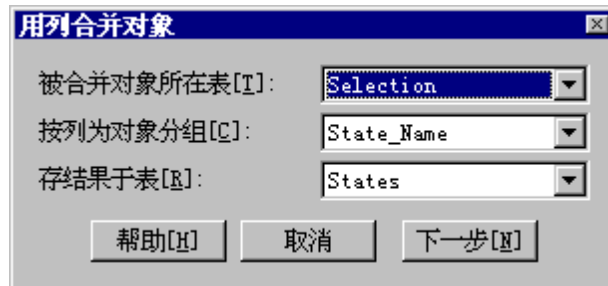 用列合并对象
被合并对象所在表[T]: Selection
按列为对象分组[C]: State_Name
存结果于表[R]: States
帮助[H] 取消 下一步[N]